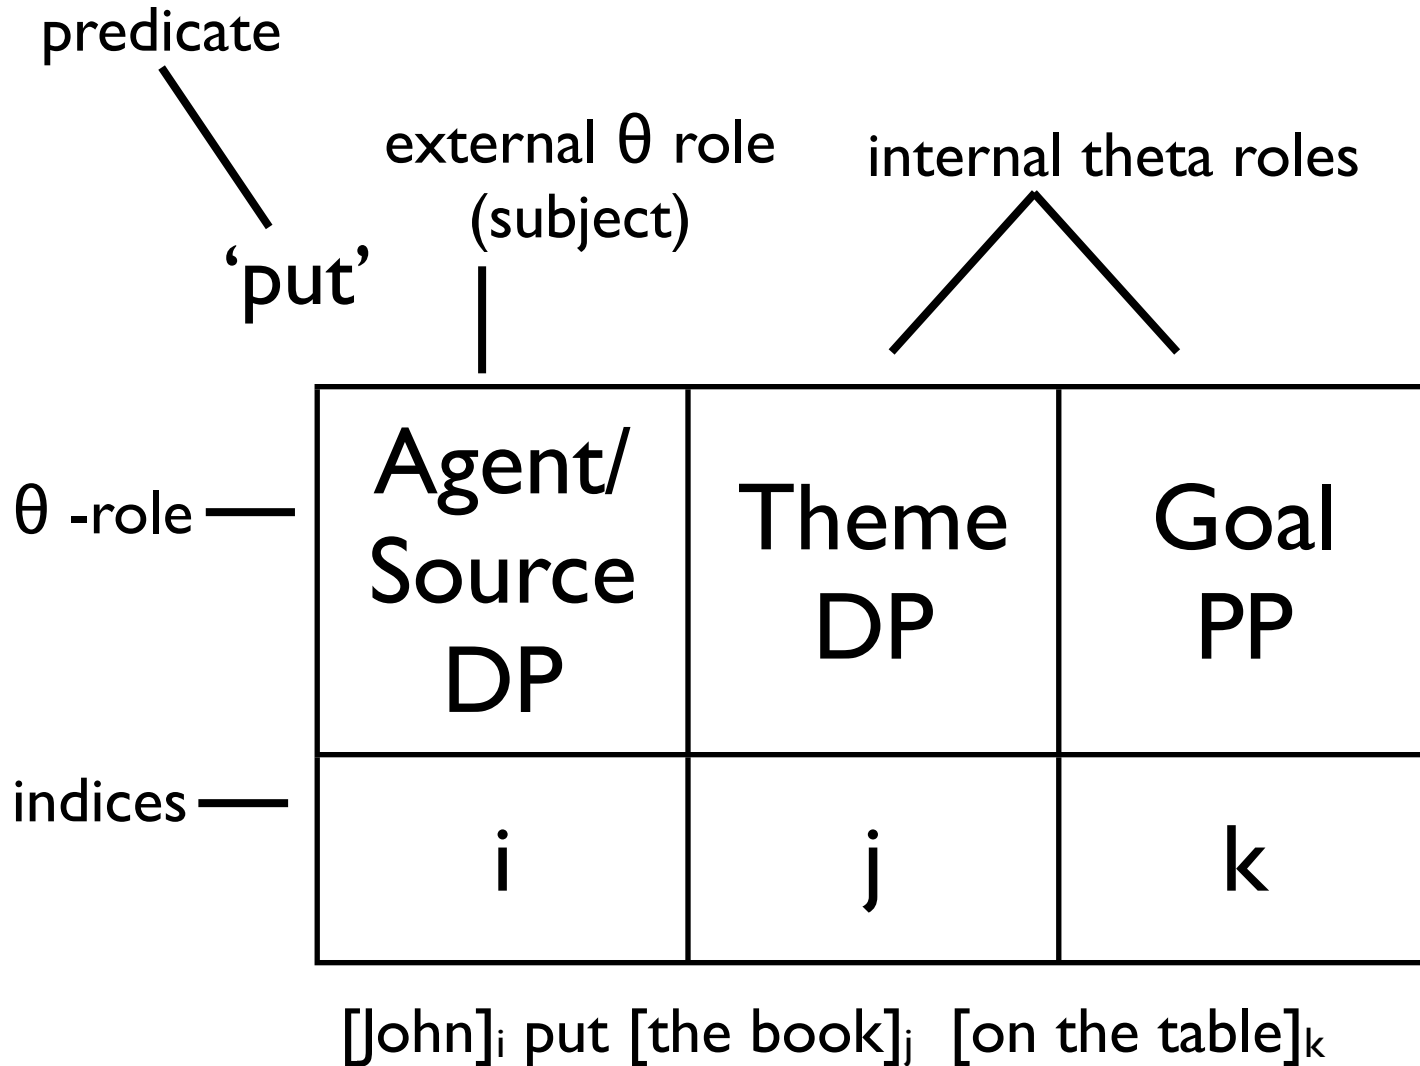 predicate
external θ role
(subject)
internal theta roles
‘put’
θ -role
Agent/
Source
DP
Theme
DP
Goal
PP
indices
i
j
k
[John]i put [the book]j [on the table]k